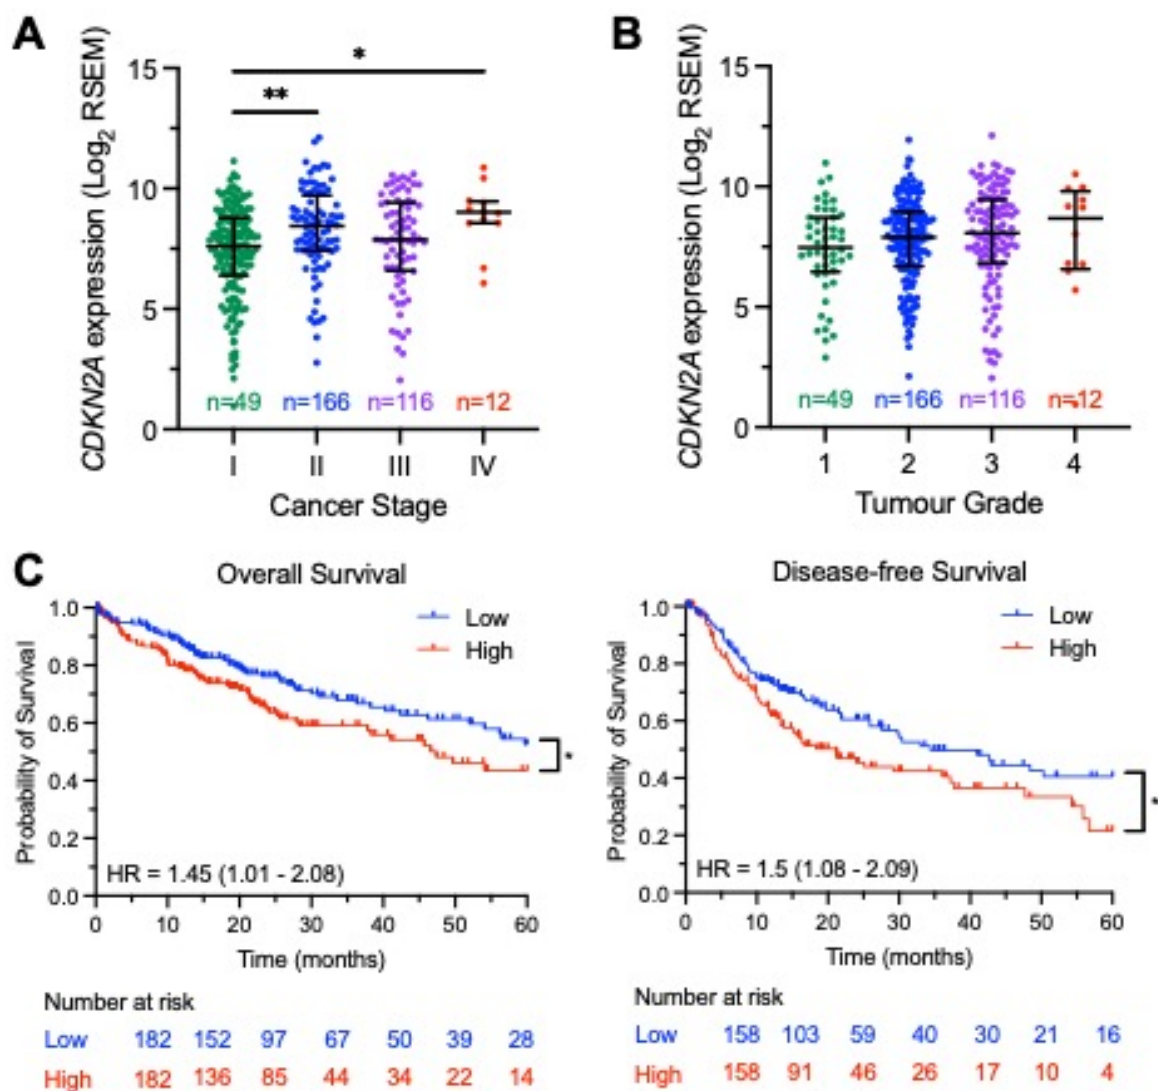 A
CDKN2A expression (Log2 RSEM)
15
10
5
0
*
**
n=49 n=166 n=116 n=12
I II III IV
Cancer Stage
B
CDKN2A expression (Log2 RSEM)
15
10
5
0
n=49 n=166 n=116 n=12
1 2 3 4
Tumour Grade
C
Overall Survival
Probability of Survival
1.0
0.8
0.6
0.4
0.2
0.0
Low
High
*
HR = 1.45 (1.01 - 2.08)
0 10 20 30 40 50 60
Time (months)
Number at risk
Low 182 152 97 67 50 39 28
High 182 136 85 44 34 22 14
Disease-free Survival
Probability of Survival
1.0
0.8
0.6
0.4
0.2
0.0
Low
High
*
HR = 1.5 (1.08 - 2.09)
0 10 20 30 40 50 60
Time (months)
Number at risk
Low 158 103 59 40 30 21 16
High 158 91 46 26 17 10 4